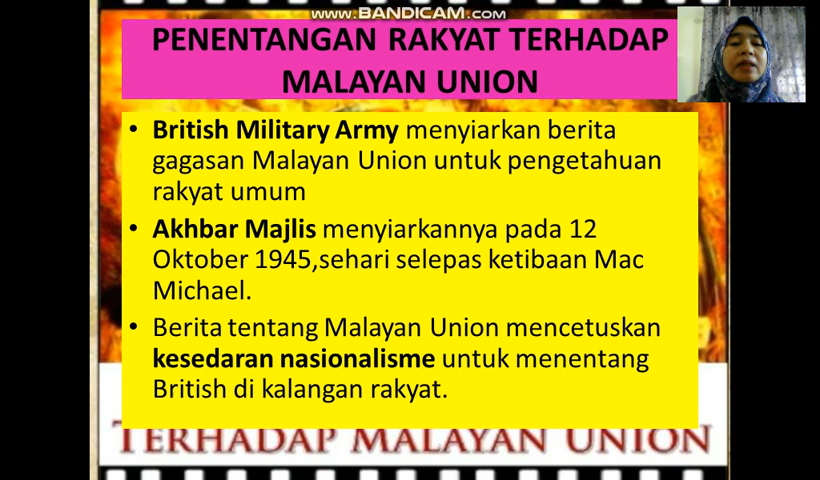 WWW.BANDICAM.COM
PENENTANGAN RAKYAT TERHADAP
MALAYAN UNION
• British Military Army menyiarkan berita
gagasan Malayan Union untuk pengetahuan
rakyat umum
• Akhbar Majlis menyiarkannya pada 12
Oktober 1945,sehari selepas ketibaan Mac
Michael.
• Berita tentang Malayan Union mencetuskan
kesedaran nasionalisme untuk menentang
British di kalangan rakyat.
TERHADAP MALAYAN UNION